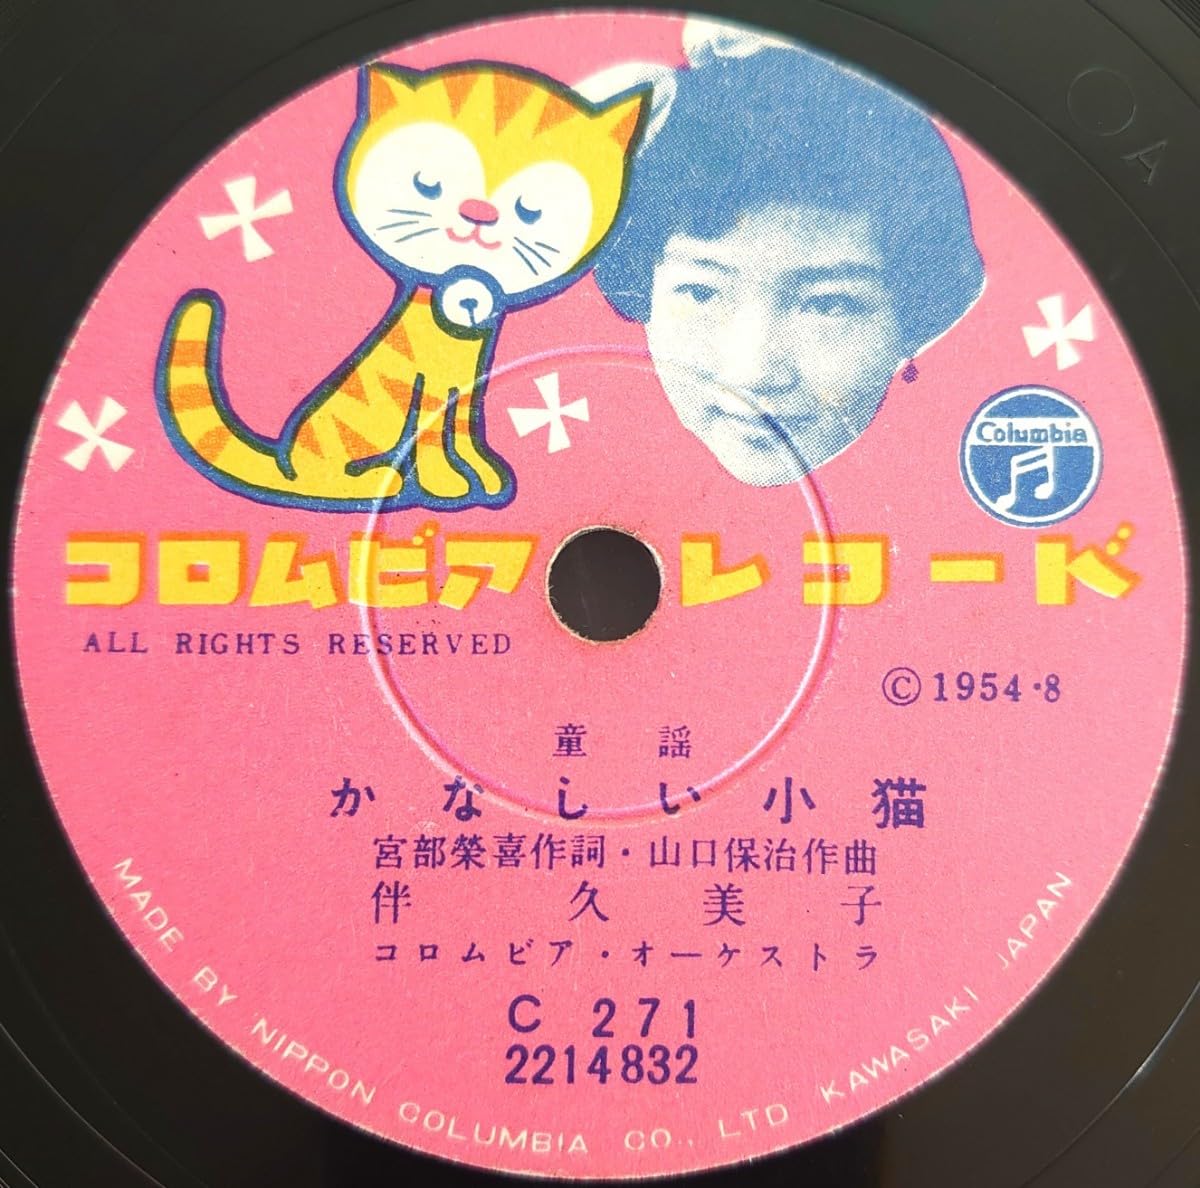 A
Columbia
コロムビア レコード
ALL RIGHTS RESERVED
Ⓒ1954・8
童謡
かなしい小猫
宮部榮喜作詞・山口保治作曲
伴久美子
コロムビア・オーケストラ
C 271
2214832
MADE BY NIPPON COLUMBIA CO., LTD KAWASAKI JAPAN